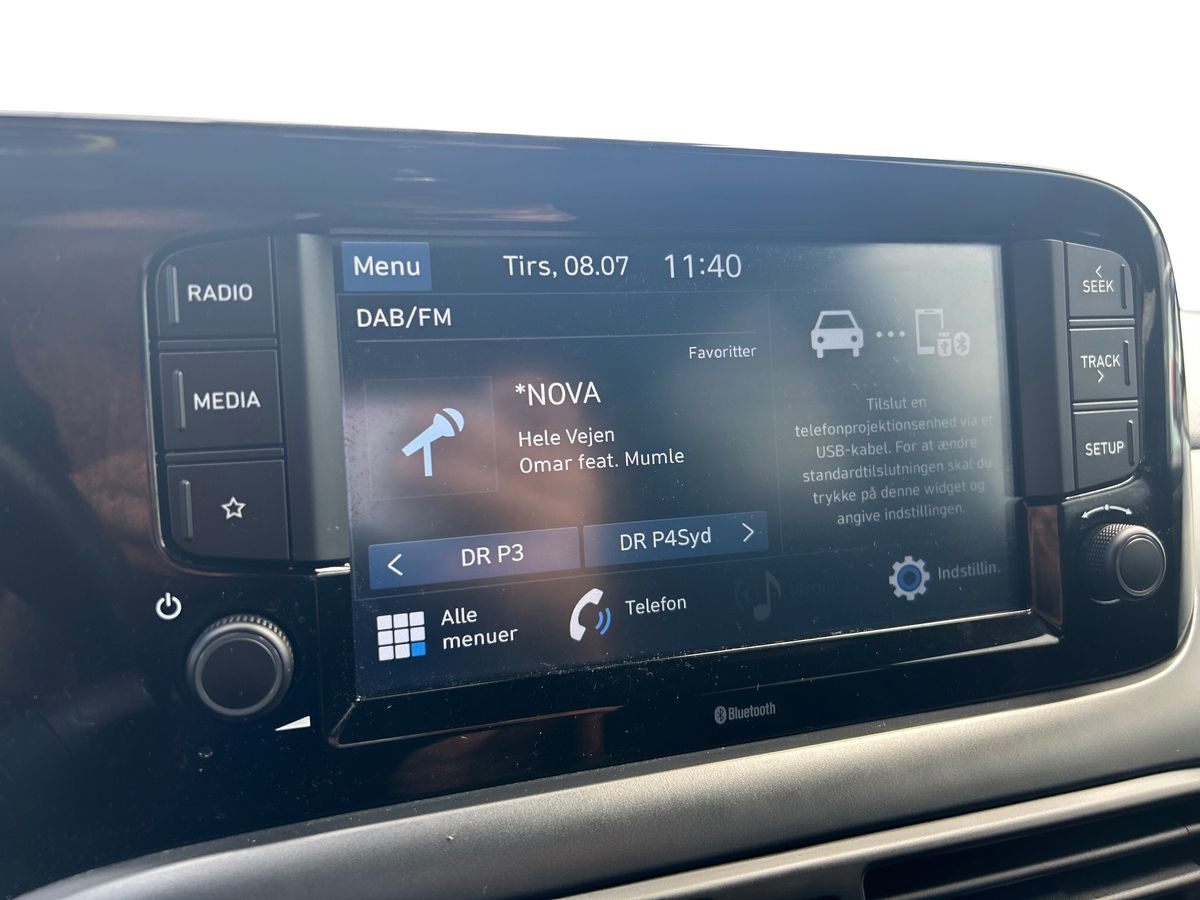 RADIO
MEDIA
Menu
Tirs, 08.07
11:40
DAB/FM
Favoritter
*NOVA
Hele Vejen
Omar feat. Mumle
DR P3
DR P4Syd
Alle
menuer
Telefon
Tilslut en
telefonprojektionsenhed via et
USB-kabel. For at ændre
standardtilslutningen skal du
trykke på denne widget og
angive indstillingen.
Indstillin.
SEEK
TRACK
SETUP
Bluetooth